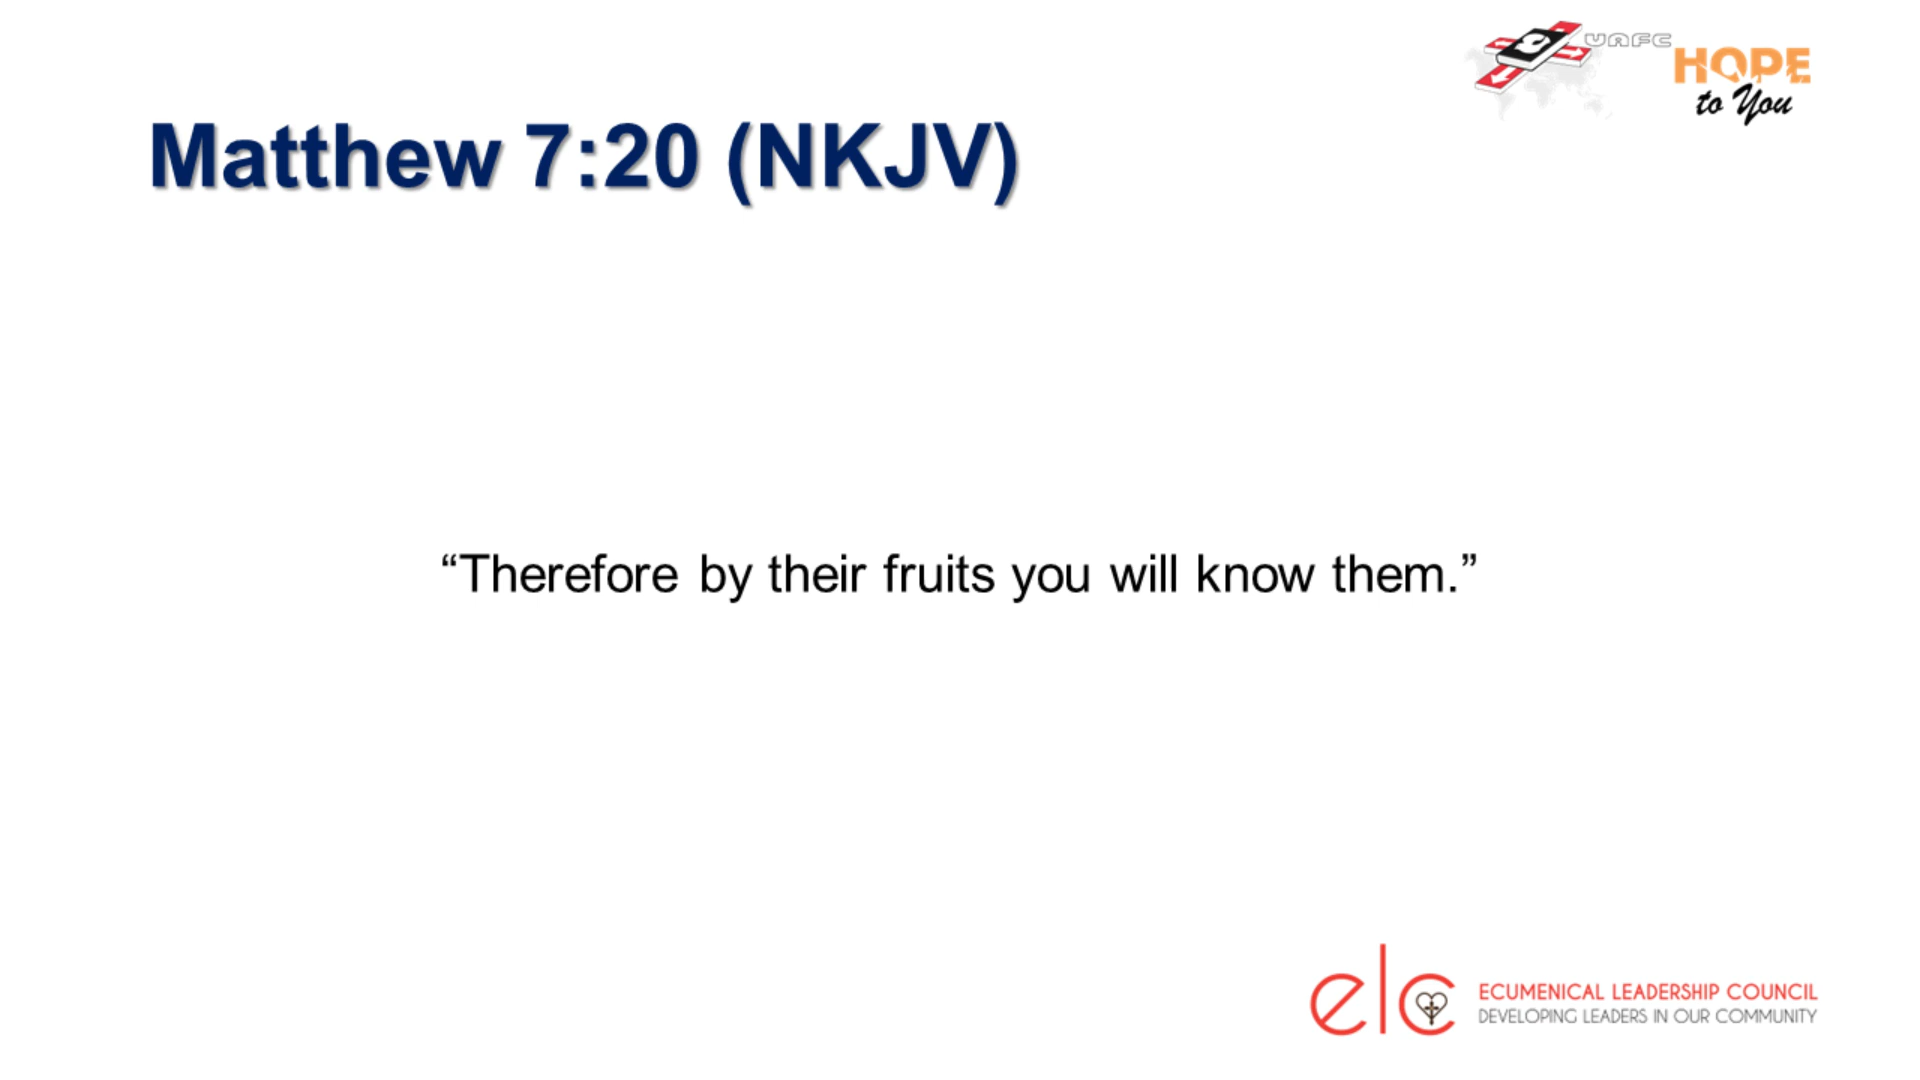 UAFC
HOPE
to You
Matthew 7:20 (NKJV)
“Therefore by their fruits you will know them.”
elc
ECUMENICAL LEADERSHIP COUNCIL
DEVELOPING LEADERS IN OUR COMMUNITY